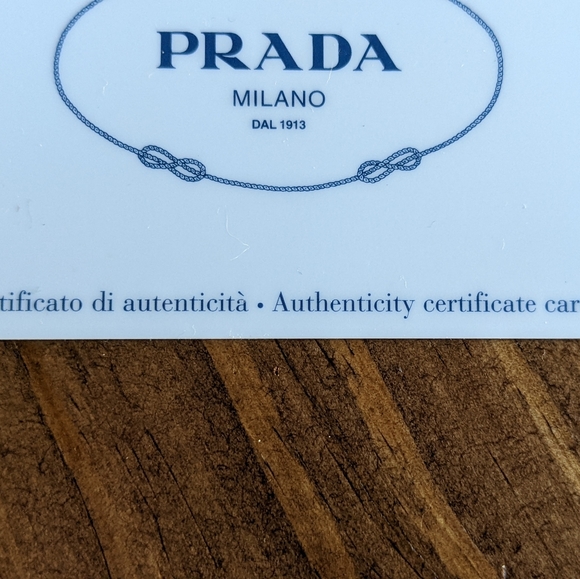 PRADA
MILANO
DAL 1913
tificato di autenticità • Authenticity certificate car